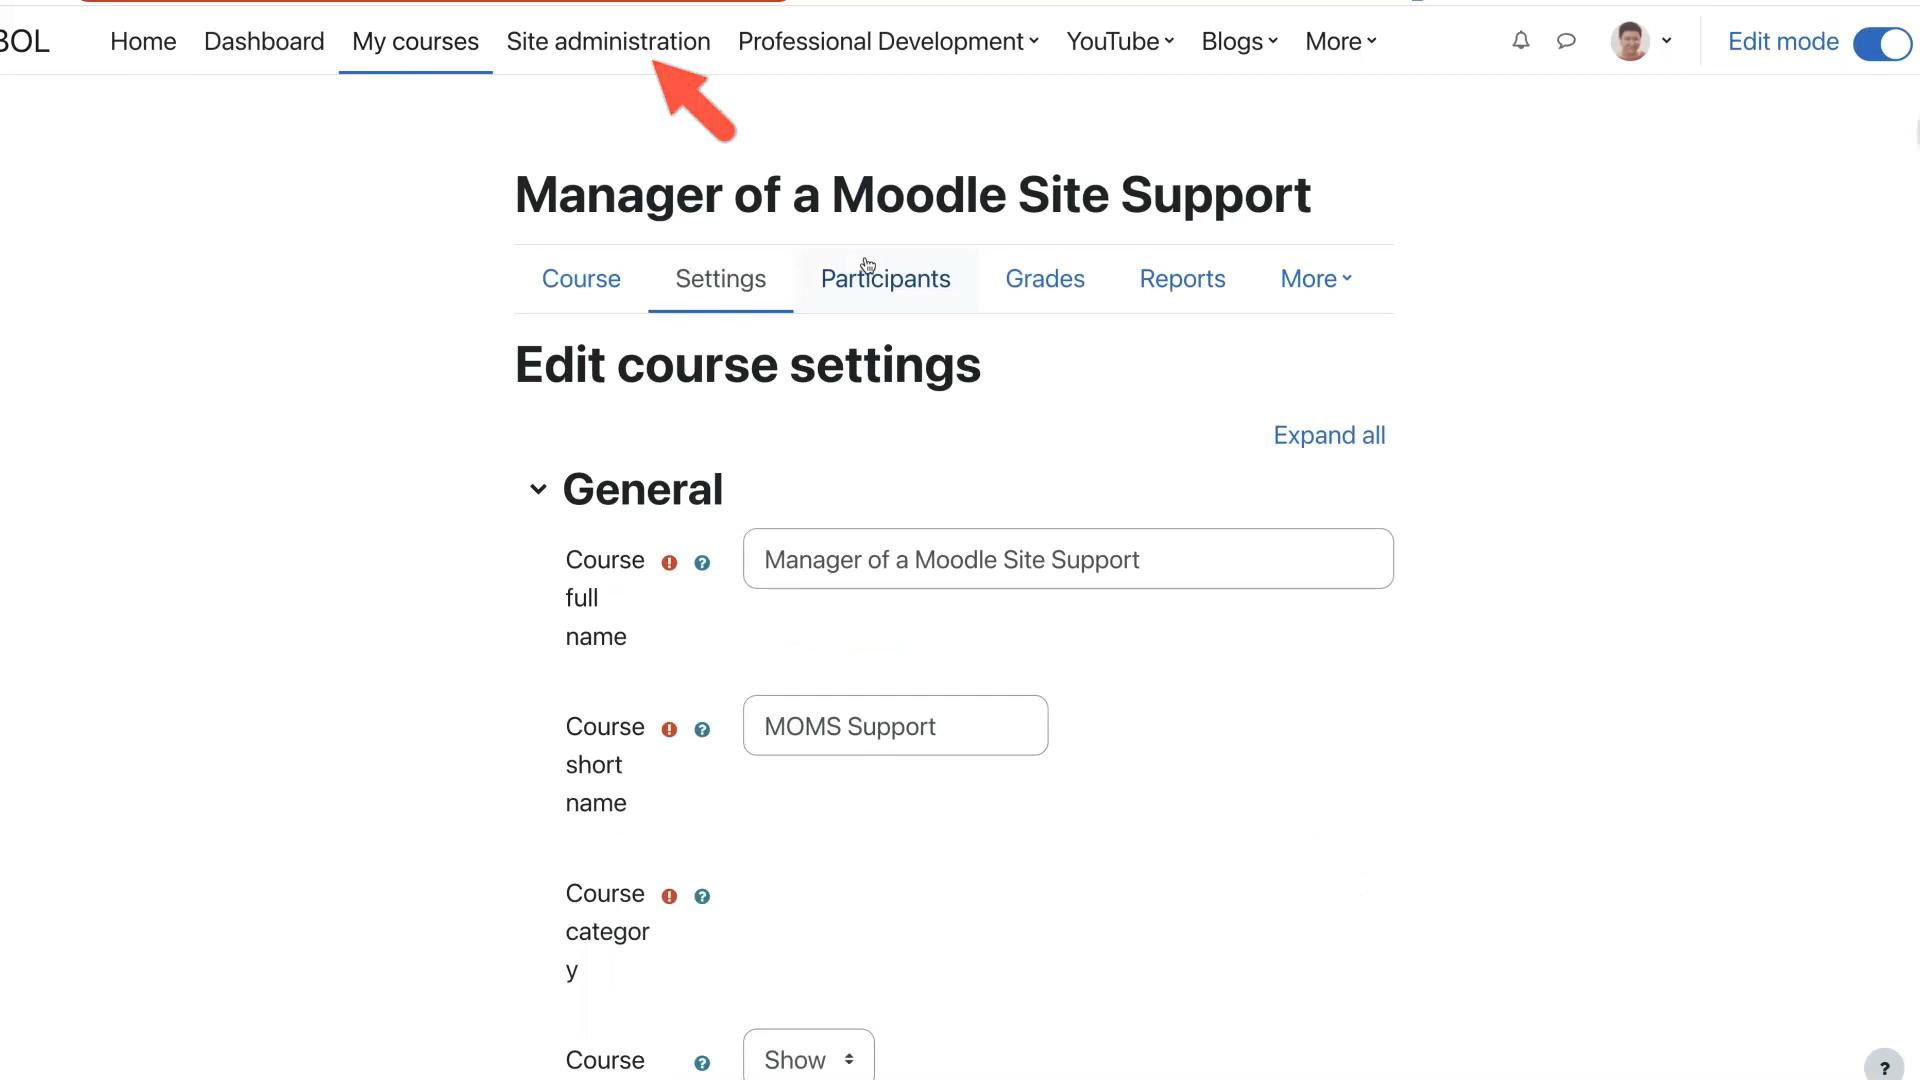 BOL Home Dashboard My courses Site administration Professional Development YouTube Blogs More Edit mode
Manager of a Moodle Site Support
Course Settings Participants Grades Reports More
Edit course settings
Expand all
General
Course ! ? Manager of a Moodle Site Support
full
name
Course ! ? MOMS Support
short
name
Course ! ?
categor
y
Course ? Show
?